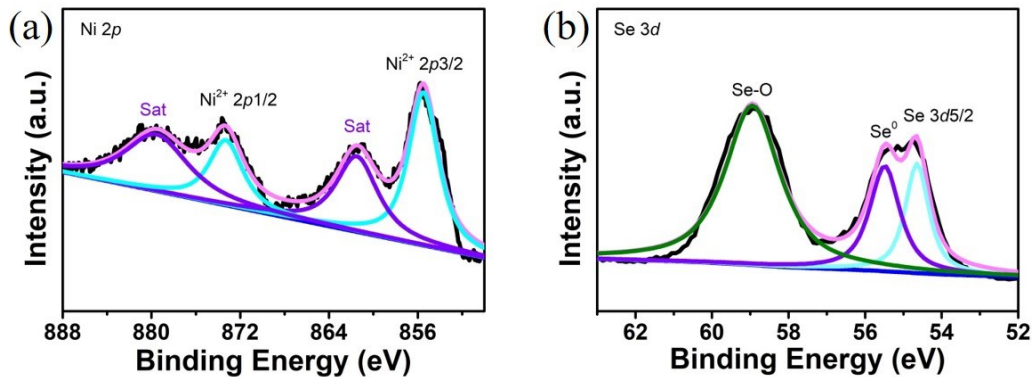 (a)
Ni 2p
Ni²⁺ 2p3/2
Ni²⁺ 2p1/2
Sat
Sat
Intensity (a.u.)
888 880 872 864 856
Binding Energy (eV)
(b)
Se 3d
Se-O
Se⁰ Se 3d5/2
Intensity (a.u.)
62 60 58 56 54 52
Binding Energy (eV)